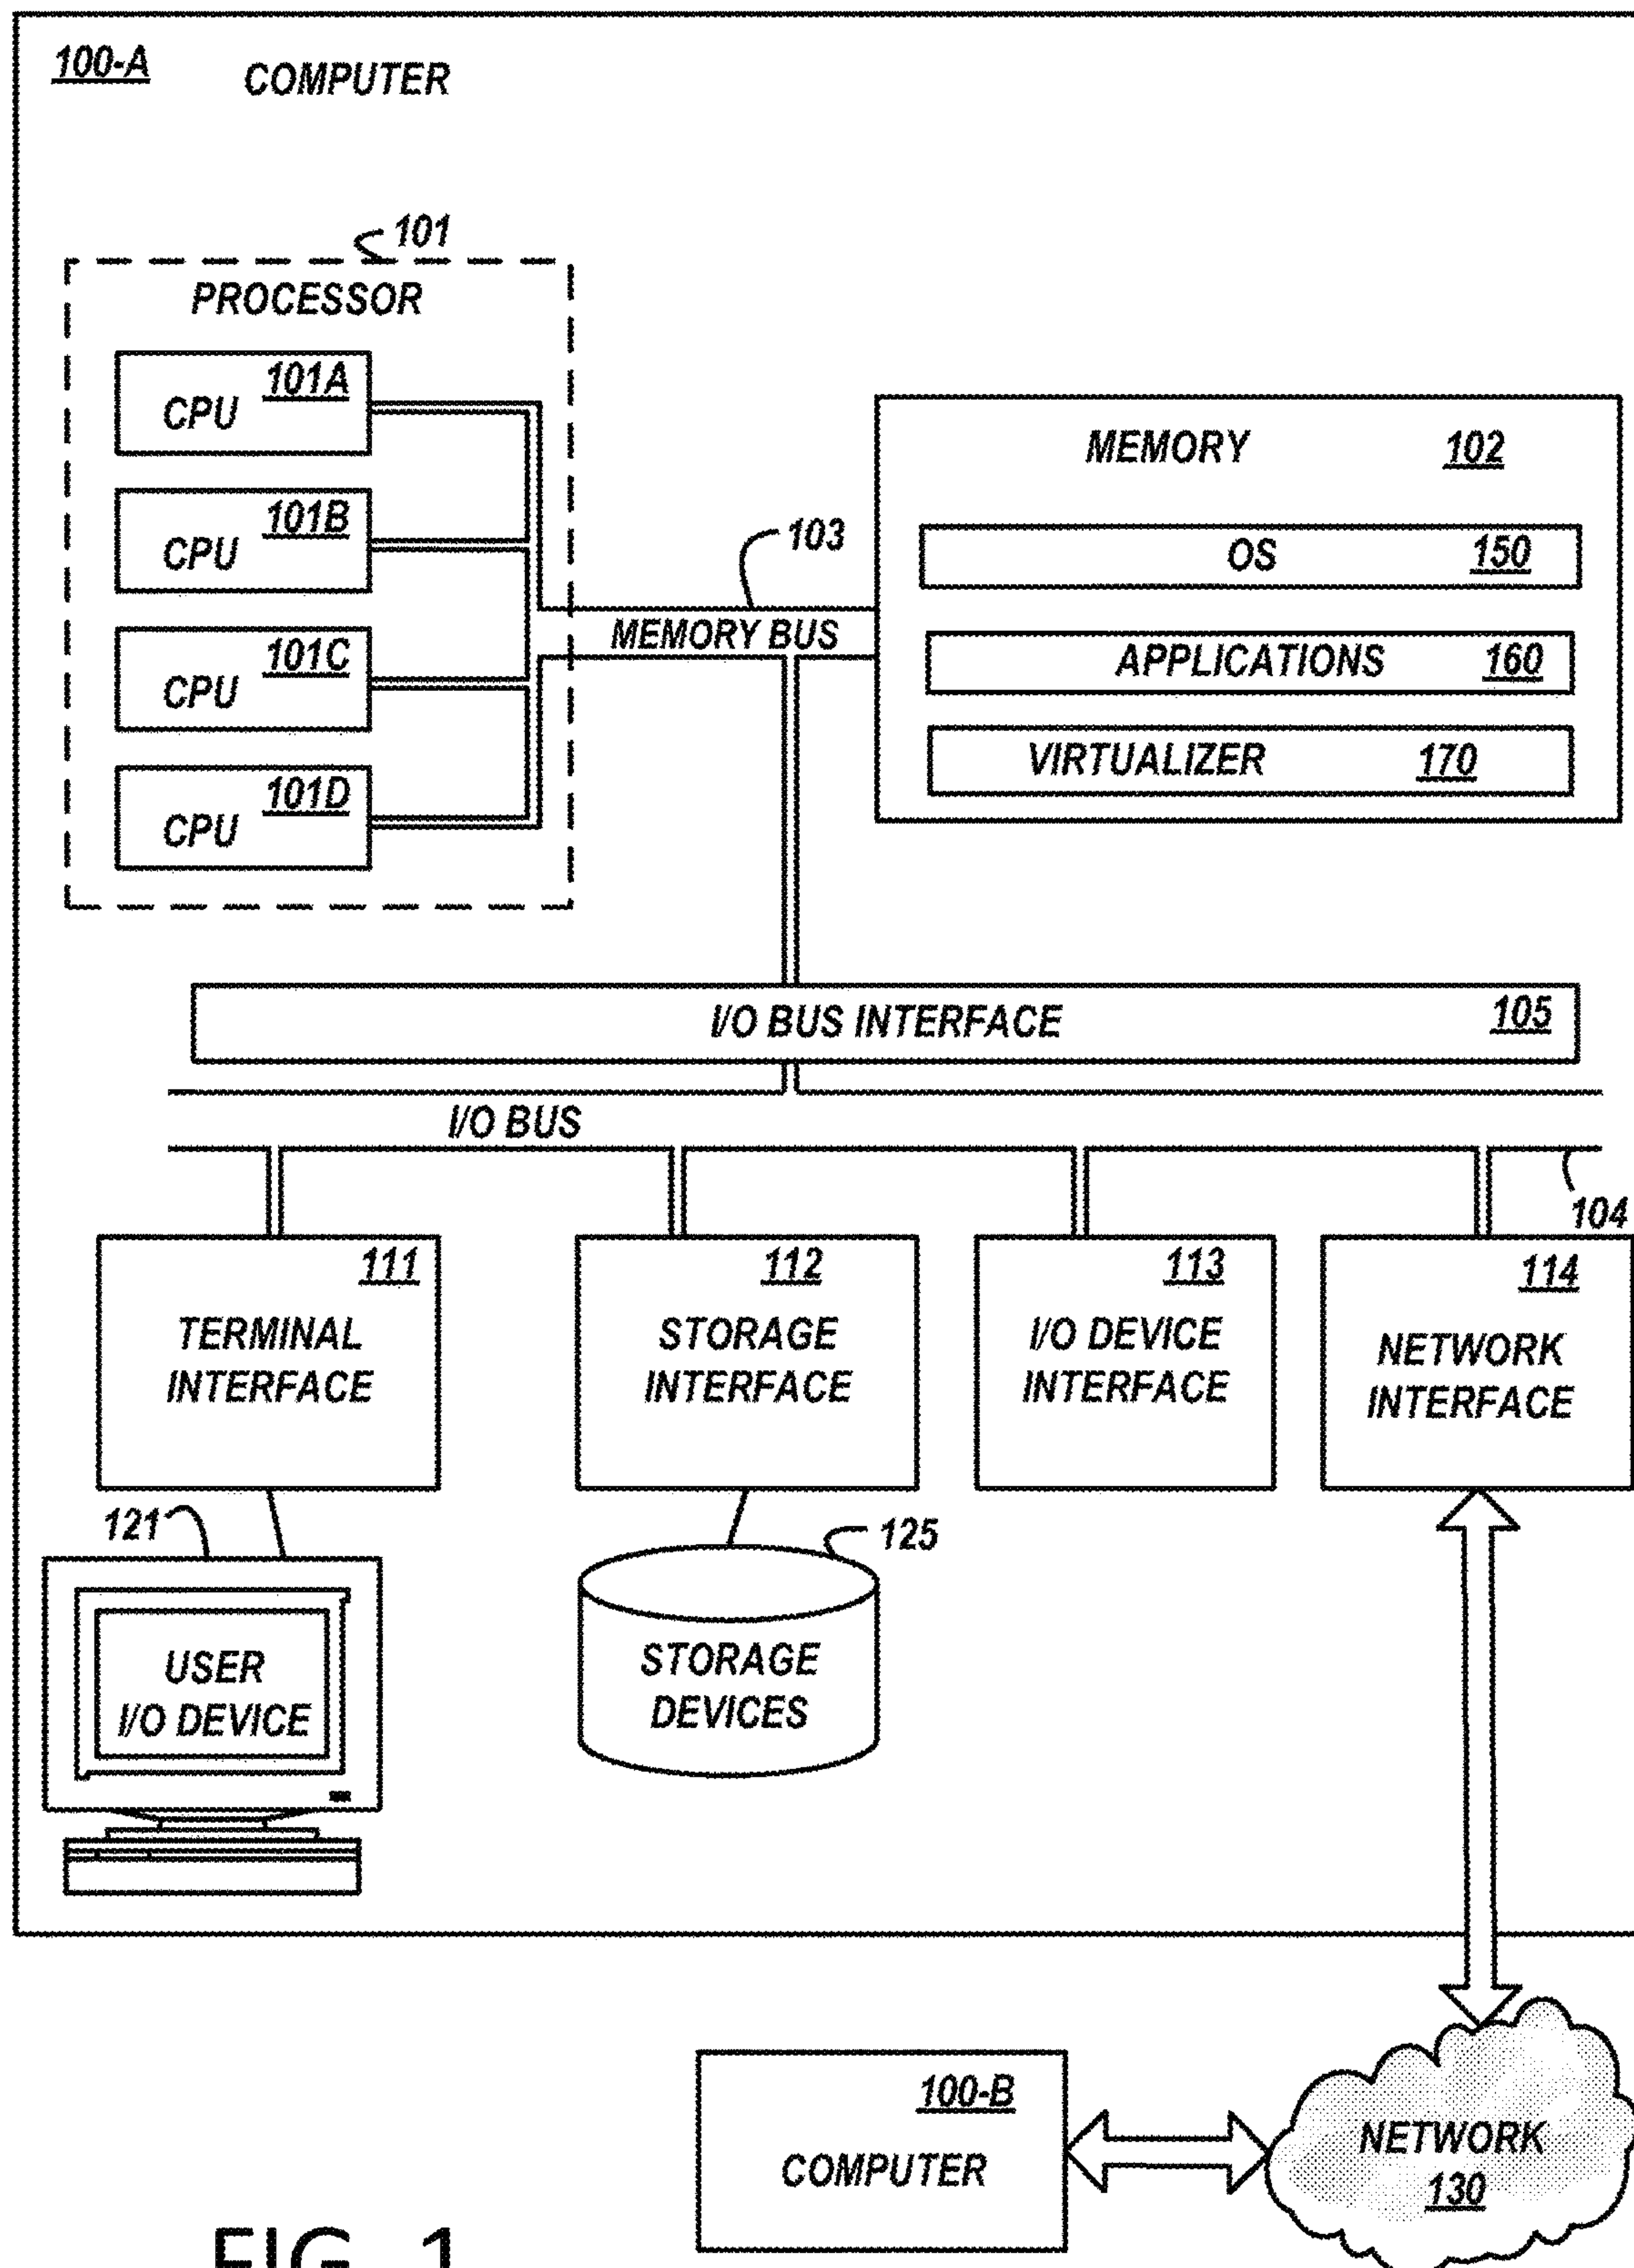 100-A
COMPUTER
101
PROCESSOR
101A
CPU
101B
CPU
101C
CPU
101D
CPU
103
MEMORY BUS
MEMORY 102
OS 150
APPLICATIONS 160
VIRTUALIZER 170
I/O BUS INTERFACE 105
I/O BUS
104
111
TERMINAL
INTERFACE
112
STORAGE
INTERFACE
113
I/O DEVICE
INTERFACE
114
NETWORK
INTERFACE
121
USER
I/O DEVICE
125
STORAGE
DEVICES
100-B
COMPUTER
NETWORK
130
FIG. 1